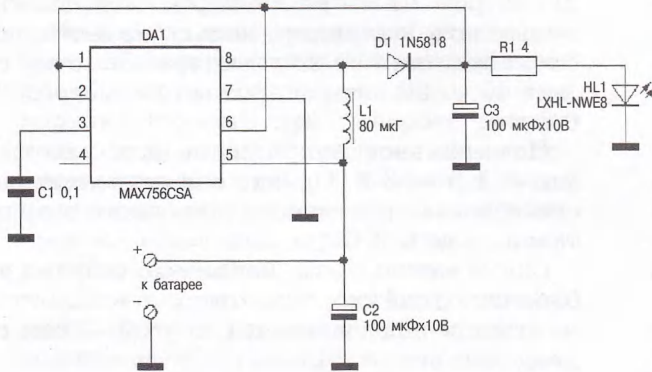 DA1
1
2
3
4
8
7
6
5
MAX756CSA
C1 0,1
D1 1N5818
R1 4
HL1
LXHL-NWE8
L1
80 мкГ
C3
100 мкФх10В
+
к батарее
-
C2
100 мкФх10В